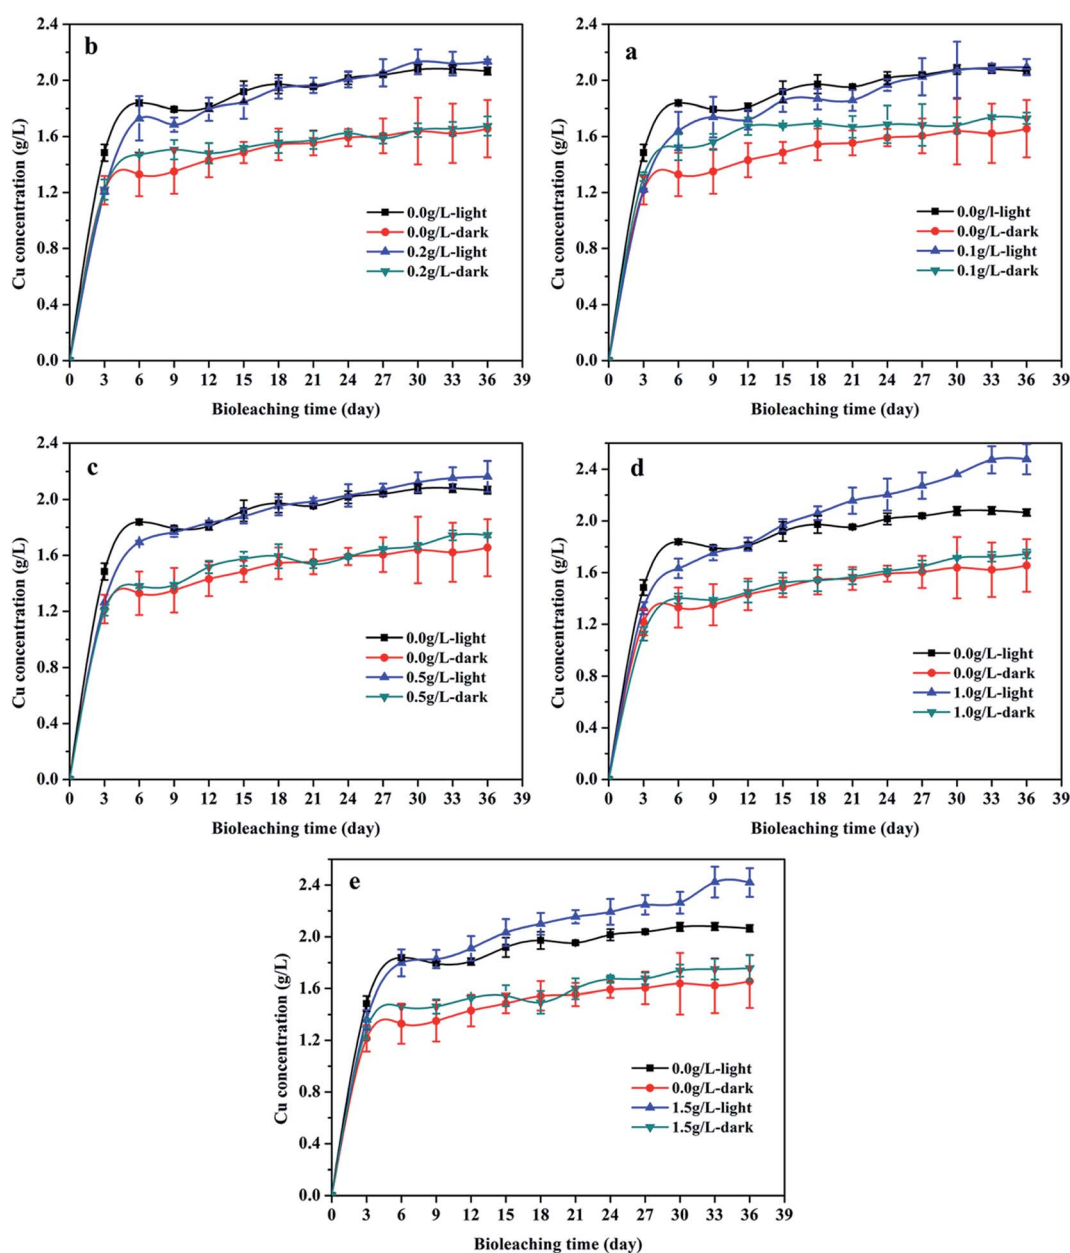 b
2.4
2.0
1.6
1.2
0.8
0.4
0.0
Cu concentration (g/L)
0.0g/L-light
0.0g/L-dark
0.2g/L-light
0.2g/L-dark
0 3 6 9 12 15 18 21 24 27 30 33 36 39
Bioleaching time (day)
a
2.4
2.0
1.6
1.2
0.8
0.4
0.0
Cu concentration (g/L)
0.0g/l-light
0.0g/L-dark
0.1g/L-light
0.1g/L-dark
0 3 6 9 12 15 18 21 24 27 30 33 36 39
Bioleaching time (day)
c
2.4
2.0
1.6
1.2
0.8
0.4
0.0
Cu concentration (g/L)
0.0g/L-light
0.0g/L-dark
0.5g/L-light
0.5g/L-dark
0 3 6 9 12 15 18 21 24 27 30 33 36 39
Bioleaching time (day)
d
2.4
2.0
1.6
1.2
0.8
0.4
0.0
Cu concentration (g/L)
0.0g/L-light
0.0g/L-dark
1.0g/L-light
1.0g/L-dark
0 3 6 9 12 15 18 21 24 27 30 33 36 39
Bioleaching time (day)
e
2.4
2.0
1.6
1.2
0.8
0.4
0.0
Cu concentration (g/L)
0.0g/L-light
0.0g/L-dark
1.5g/L-light
1.5g/L-dark
0 3 6 9 12 15 18 21 24 27 30 33 36 39
Bioleaching time (day)